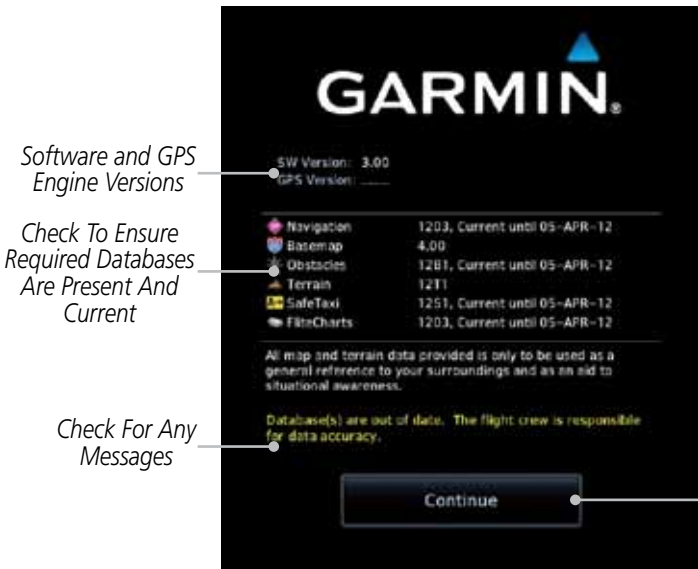 GARMIN®
Software and GPS
Engine Versions
SW Version: 3.00
GPS Version: ____
Check To Ensure
Required Databases
Are Present And
Current
Navigation 1203, Current until 05-APR-12
Basemap 4.00
Obstacles 12B1, Current until 05-APR-12
Terrain 12T1
SafeTaxi 12S1, Current until 05-APR-12
FliteCharts 1203, Current until 05-APR-12
All map and terrain data provided is only to be used as a
general reference to your surroundings and as an aid to
situational awareness.
Check For Any
Messages
Database(s) are out of date. The flight crew is responsible
for data accuracy.
Continue